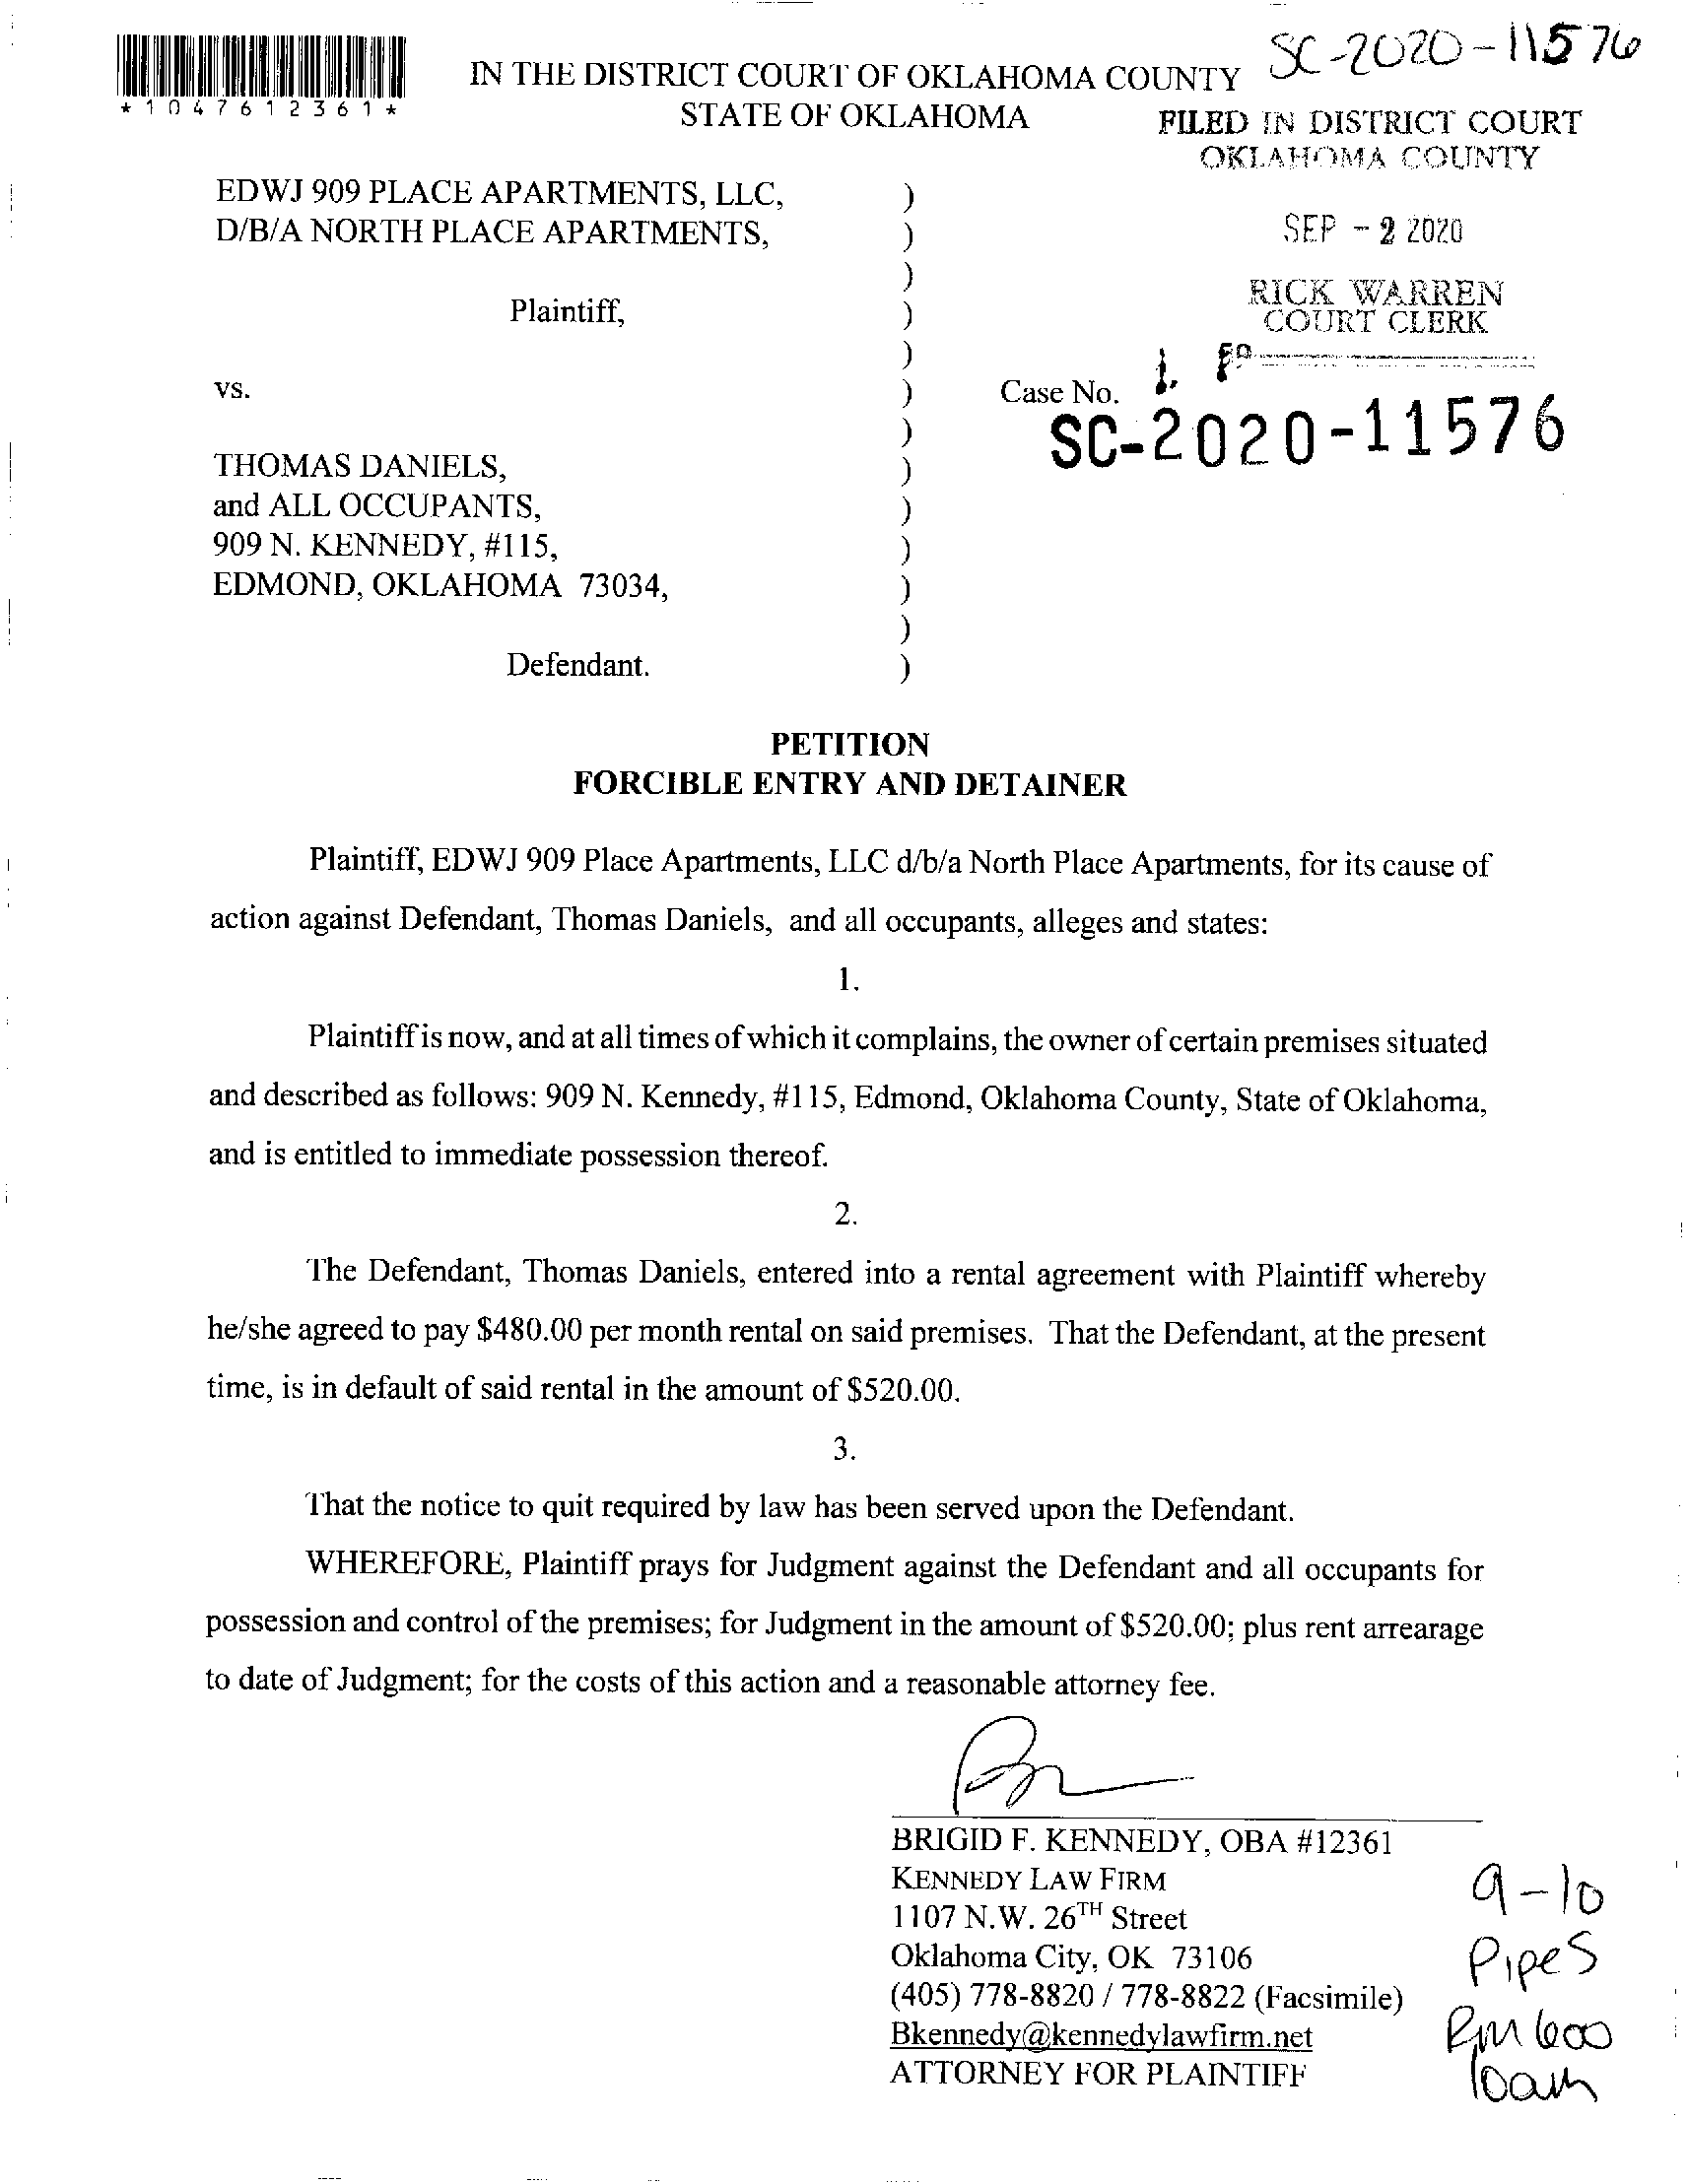 SC-2020-11576
*1047612361*
IN THE DISTRICT COURT OF OKLAHOMA COUNTY
STATE OF OKLAHOMA
FILED IN DISTRICT COURT
OKLAHOMA COUNTY
SEP - 2 2020
RICK WARREN
COURT CLERK
EDWJ 909 PLACE APARTMENTS, LLC, )
D/B/A NORTH PLACE APARTMENTS, )
)
Plaintiff, )
)
vs. ) Case No.
) SC-2020-11576
THOMAS DANIELS, )
and ALL OCCUPANTS, )
909 N. KENNEDY, #115, )
EDMOND, OKLAHOMA 73034, )
)
Defendant. )
PETITION
FORCIBLE ENTRY AND DETAINER
Plaintiff, EDWJ 909 Place Apartments, LLC d/b/a North Place Apartments, for its cause of
action against Defendant, Thomas Daniels, and all occupants, alleges and states:
1.
Plaintiff is now, and at all times of which it complains, the owner of certain premises situated
and described as follows: 909 N. Kennedy, #115, Edmond, Oklahoma County, State of Oklahoma,
and is entitled to immediate possession thereof.
2.
The Defendant, Thomas Daniels, entered into a rental agreement with Plaintiff whereby
he/she agreed to pay $480.00 per month rental on said premises. That the Defendant, at the present
time, is in default of said rental in the amount of $520.00.
3.
That the notice to quit required by law has been served upon the Defendant.
WHEREFORE, Plaintiff prays for Judgment against the Defendant and all occupants for
possession and control of the premises; for Judgment in the amount of $520.00; plus rent arrearage
to date of Judgment; for the costs of this action and a reasonable attorney fee.
BRIGID F. KENNEDY, OBA #12361
KENNEDY LAW FIRM
1107 N.W. 26TH Street
Oklahoma City, OK 73106
(405) 778-8820 / 778-8822 (Facsimile)
Bkennedy@kennedylawfirm.net
ATTORNEY FOR PLAINTIFF
9-10
Pipes
Rm 600
10am